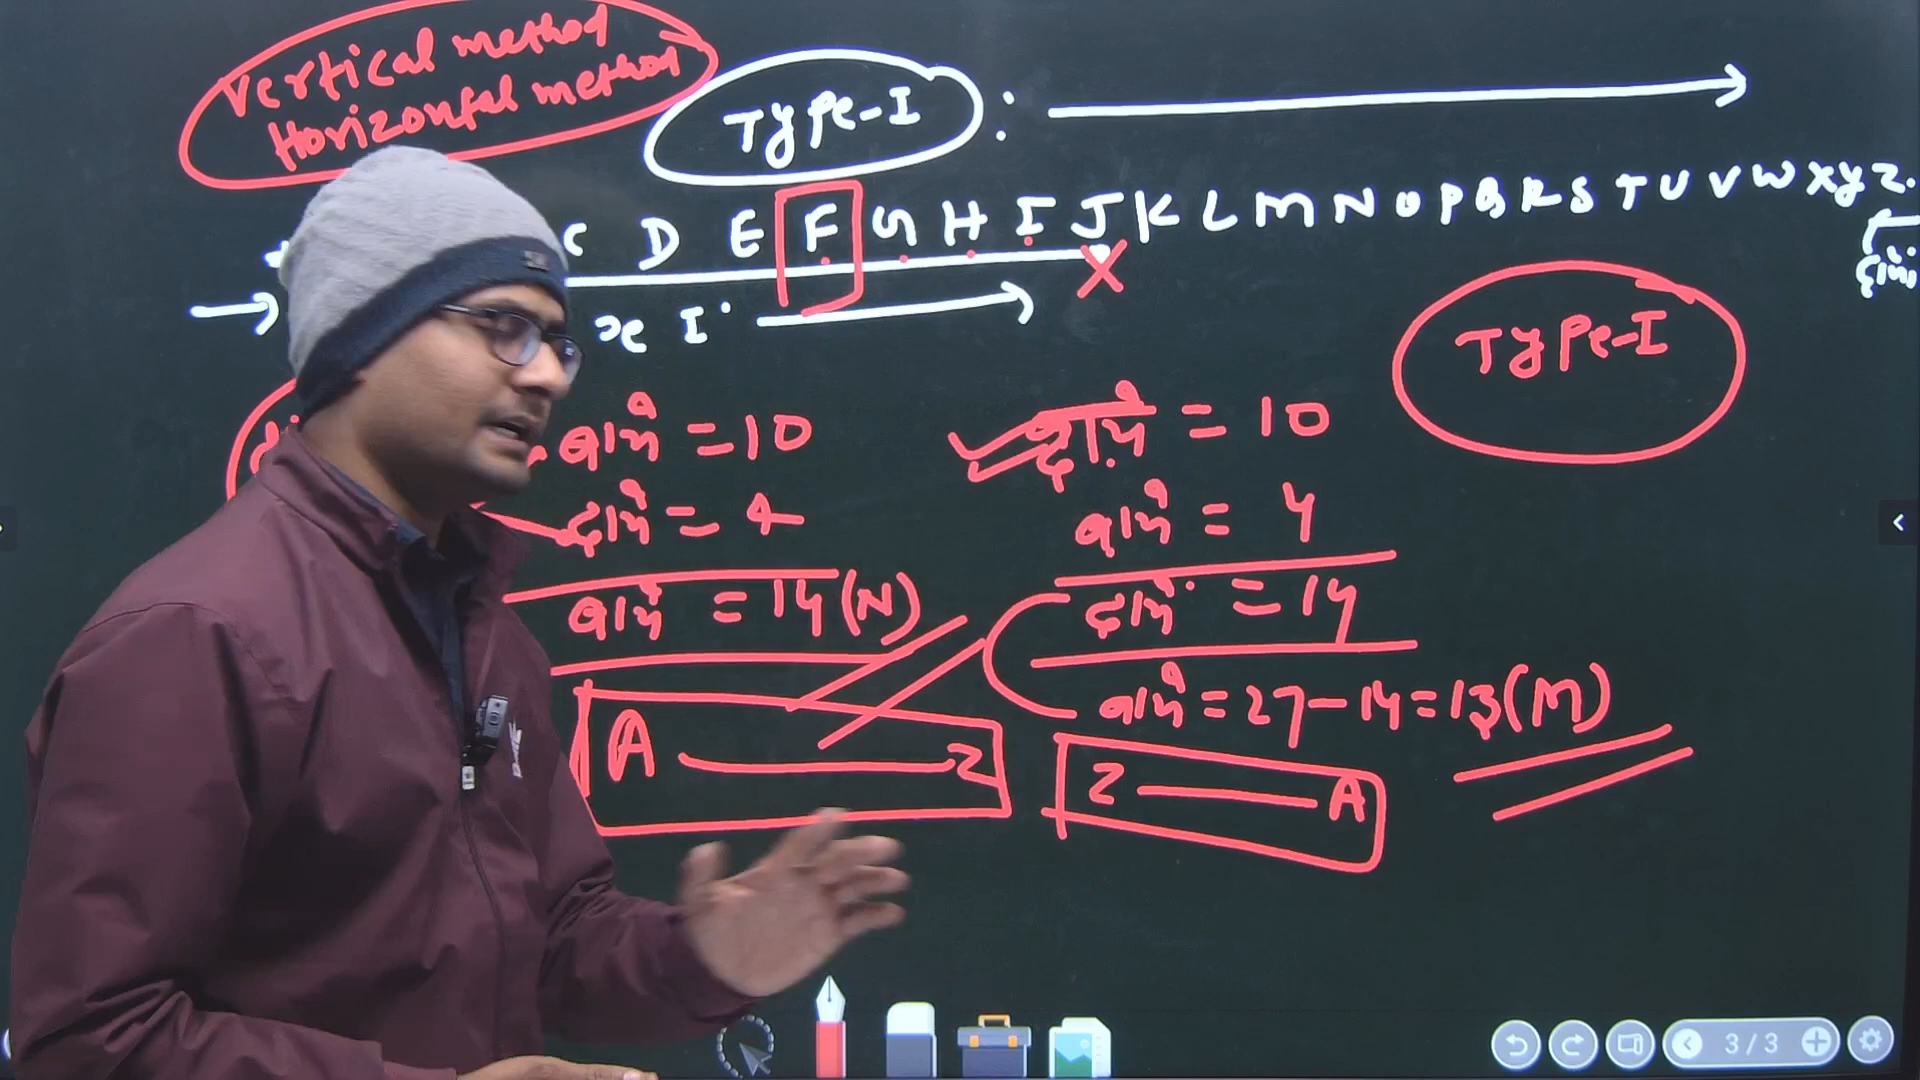 Vertical method
Horizontal method
Type-I :
C D E F G H I J K L M N O P Q R S T U V W X Y Z.
दायें
I
Type-I
बायें = 10
दायें = 4
बायें = 14 (N)
A — Z
दायें = 10
बायें = 4
दायें = 14
बायें = 27 - 14 = 13 (M)
Z — A
3/3